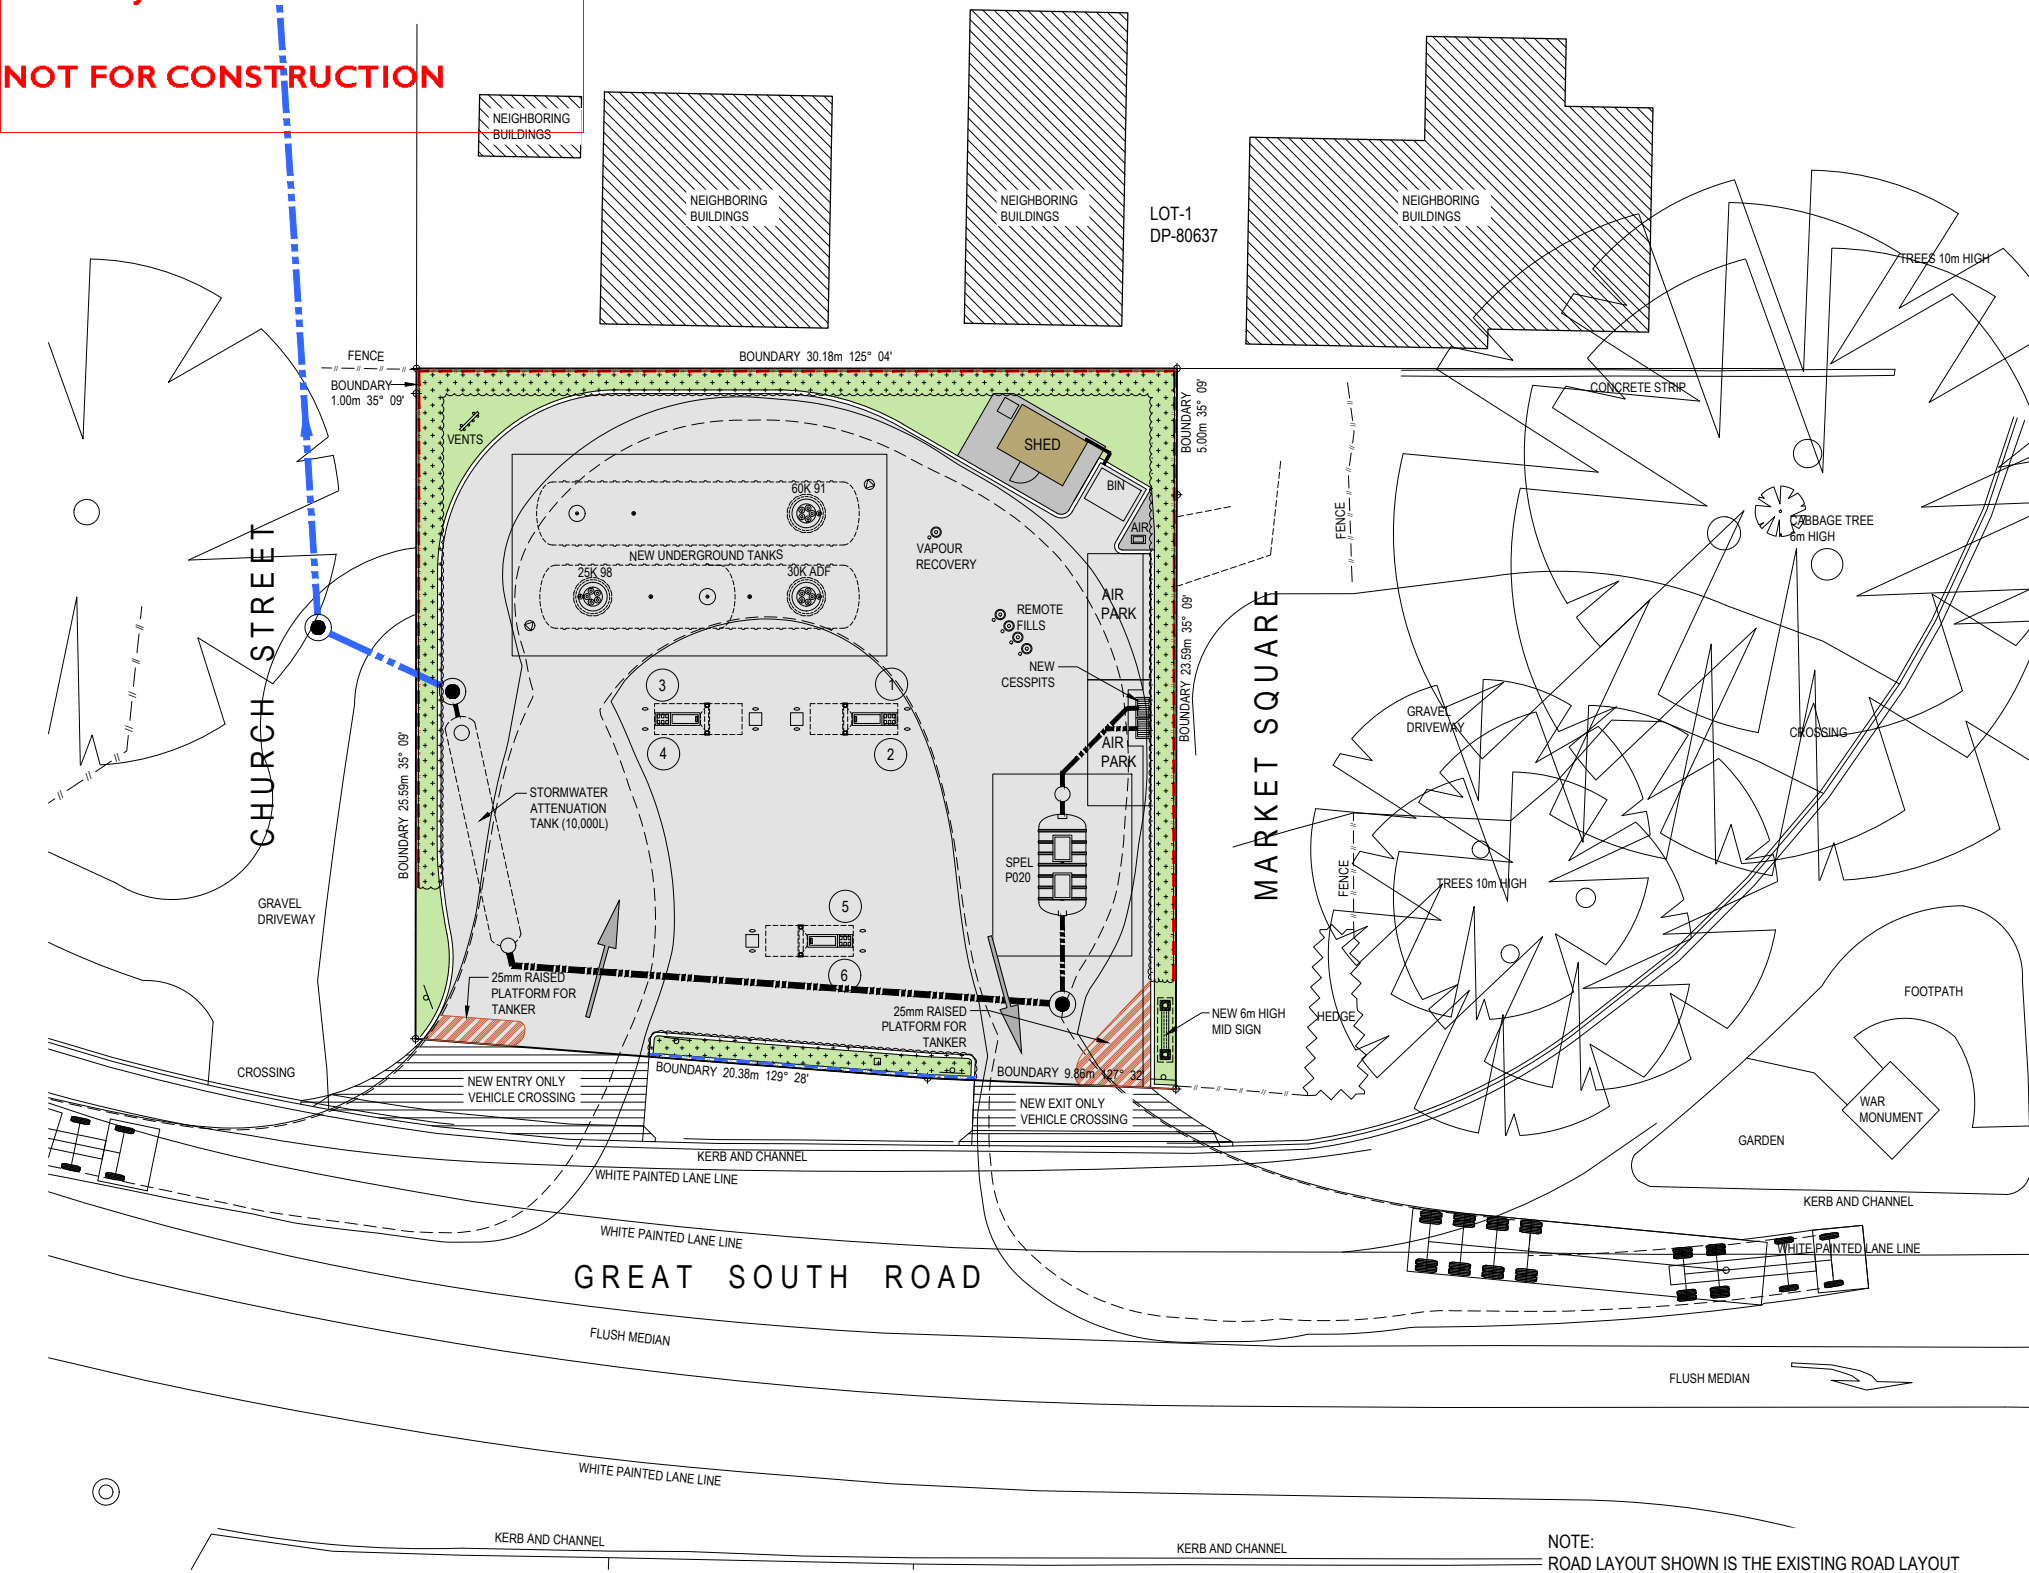 NOT FOR CONSTRUCTION
NEIGHBORING
BUILDINGS
NEIGHBORING
BUILDINGS
NEIGHBORING
BUILDINGS
NEIGHBORING
BUILDINGS
LOT-1
DP-80637
TREES 10m HIGH
FENCE
BOUNDARY 30.18m 125° 04'
BOUNDARY
1.00m 35° 09'
BOUNDARY
5.00m 35° 09'
CONCRETE STRIP
VENTS
SHED
BIN
AIR
60K 91
NEW UNDERGROUND TANKS
25K 98
30K ADF
VAPOUR
RECOVERY
REMOTE
FILLS
NEW
CESSPITS
AIR
PARK
AIR
PARK
FENCE
CABBAGE TREE
6m HIGH
CHURCH STREET
MARKET SQUARE
BOUNDARY 23.59m 35° 09'
BOUNDARY 25.59m 35° 09'
3
1
4
2
GRAVEL
DRIVEWAY
CROSSING
STORMWATER
ATTENUATION
TANK (10,000L)
SPEL
P020
FENCE
TREES 10m HIGH
GRAVEL
DRIVEWAY
5
6
25mm RAISED
PLATFORM FOR
TANKER
25mm RAISED
PLATFORM FOR
TANKER
NEW 6m HIGH
MID SIGN
HEDGE
FOOTPATH
CROSSING
BOUNDARY 20.38m 129° 28'
BOUNDARY 9.86m 127° 32'
NEW ENTRY ONLY
VEHICLE CROSSING
NEW EXIT ONLY
VEHICLE CROSSING
WAR
MONUMENT
GARDEN
KERB AND CHANNEL
WHITE PAINTED LANE LINE
KERB AND CHANNEL
WHITE PAINTED LANE LINE
WHITE PAINTED LANE LINE
GREAT SOUTH ROAD
FLUSH MEDIAN
FLUSH MEDIAN
WHITE PAINTED LANE LINE
KERB AND CHANNEL
KERB AND CHANNEL
NOTE:
ROAD LAYOUT SHOWN IS THE EXISTING ROAD LAYOUT